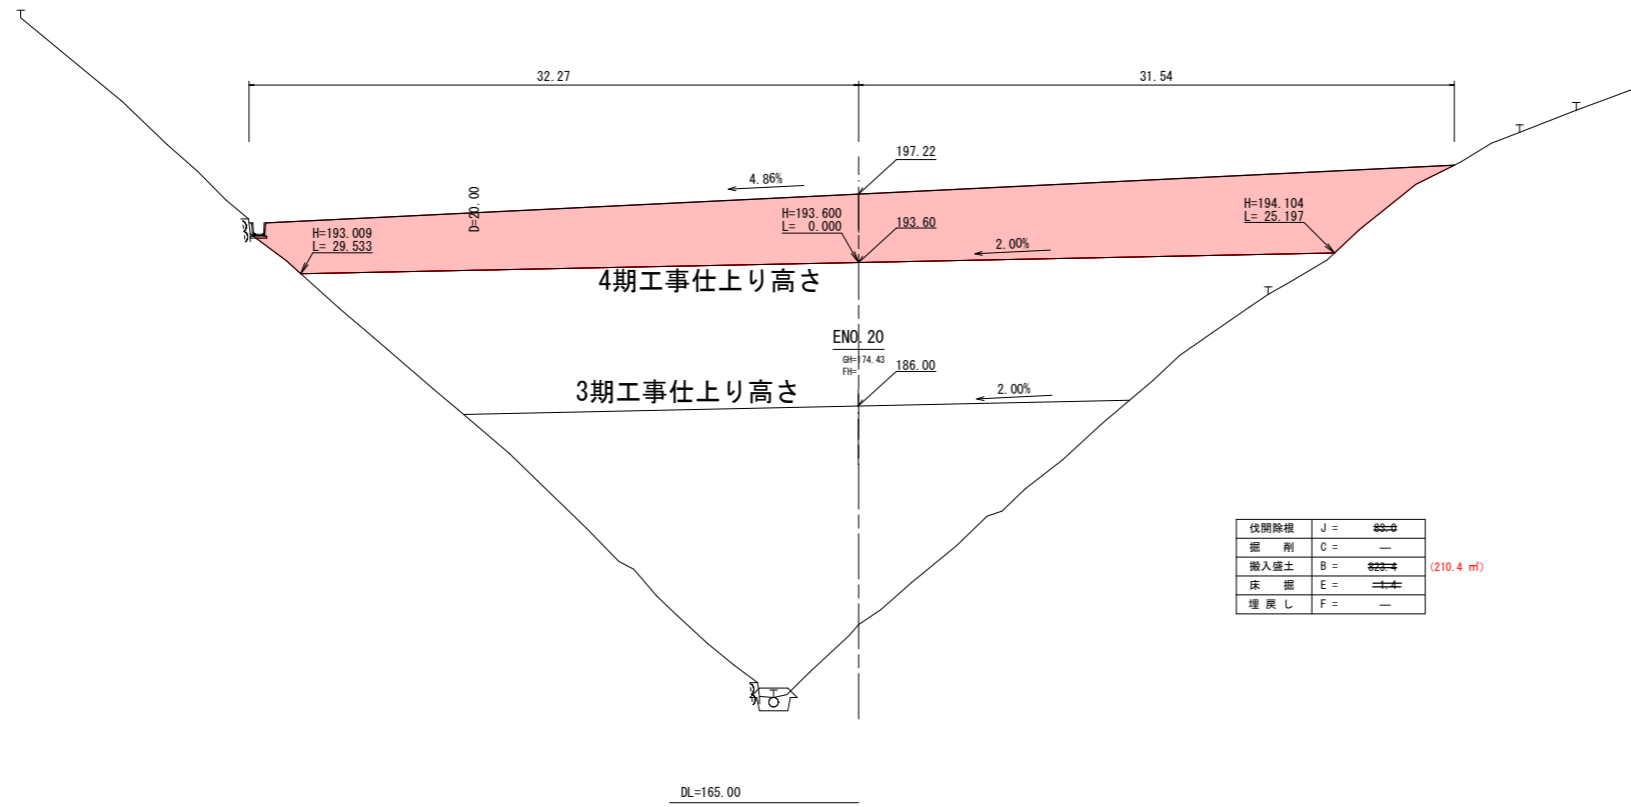 32.27
31.54
197.22
4.86%
D=20.00
H=193.600
L= 0.000
193.60
H=194.104
L= 25.197
H=193.009
L= 29.533
2.00%
4期工事仕上り高さ
ENO.20
GH=174.43
FH=
186.00
3期工事仕上り高さ
2.00%
伐開除根 J = 83.0
掘 削 C = —
搬入盛土 B = 823.4 (210.4 ㎡)
床 掘 E = 1.4
埋 戻 し F = —
DL=165.00